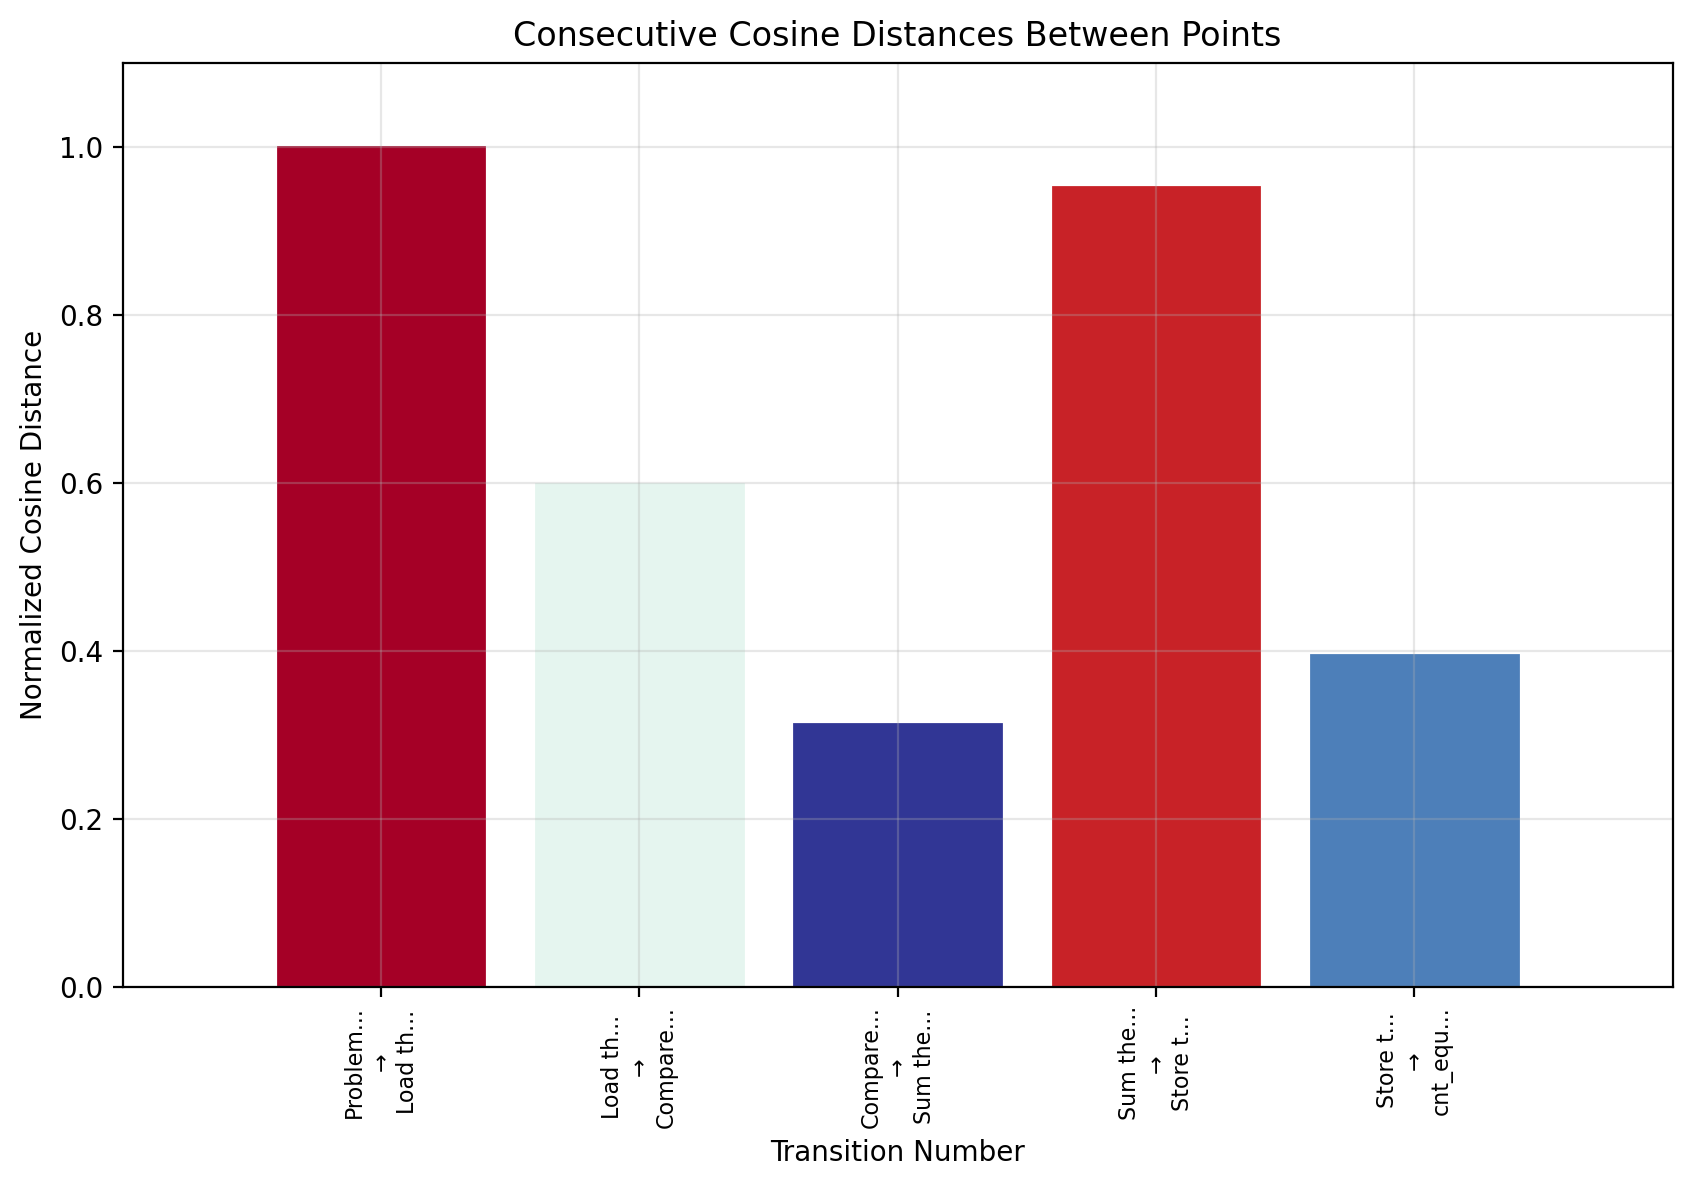 Consecutive Cosine Distances Between Points
Normalized Cosine Distance
1.0
0.8
0.6
0.4
0.2
0.0
Problem...
→
Load th...
Load th...
→
Compare...
Compare...
→
Sum the...
Sum the...
→
Store t...
Store t...
→
cnt_equ...
Transition Number